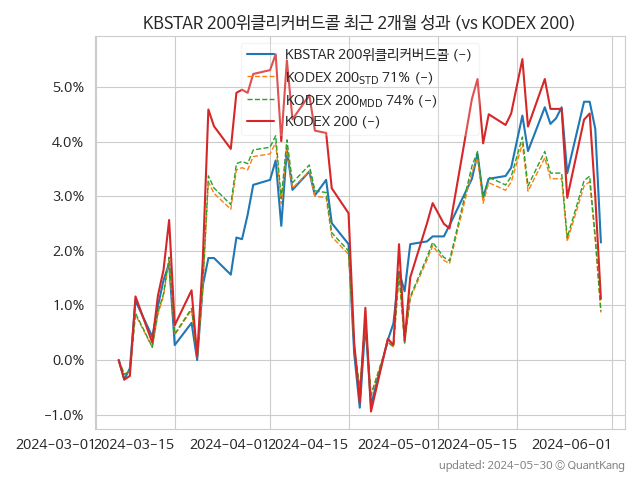 KBSTAR 200위클리커버드콜 최근 2개월 성과 (vs KODEX 200)
KBSTAR 200위클리커버드콜 (-)
KODEX 200STD 71% (-)
KODEX 200MDD 74% (-)
KODEX 200 (-)
5.0%
4.0%
3.0%
2.0%
1.0%
0.0%
-1.0%
2024-03-01
2024-03-15
2024-04-01
2024-04-15
2024-05-01
2024-05-15
2024-06-01
updated: 2024-05-30 © QuantKang